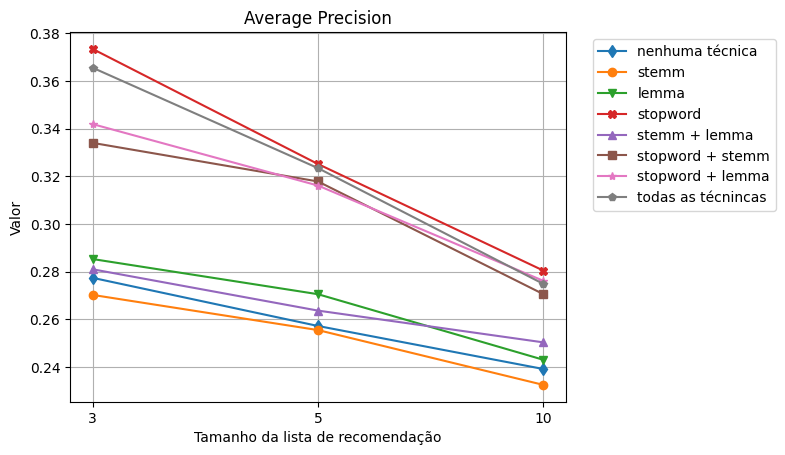 Average Precision
0.38
0.36
0.34
0.32
0.30
0.28
0.26
0.24
Valor
3
5
10
Tamanho da lista de recomendação
nenhuma técnica
stemm
lemma
stopword
stemm + lemma
stopword + stemm
stopword + lemma
todas as técnincas